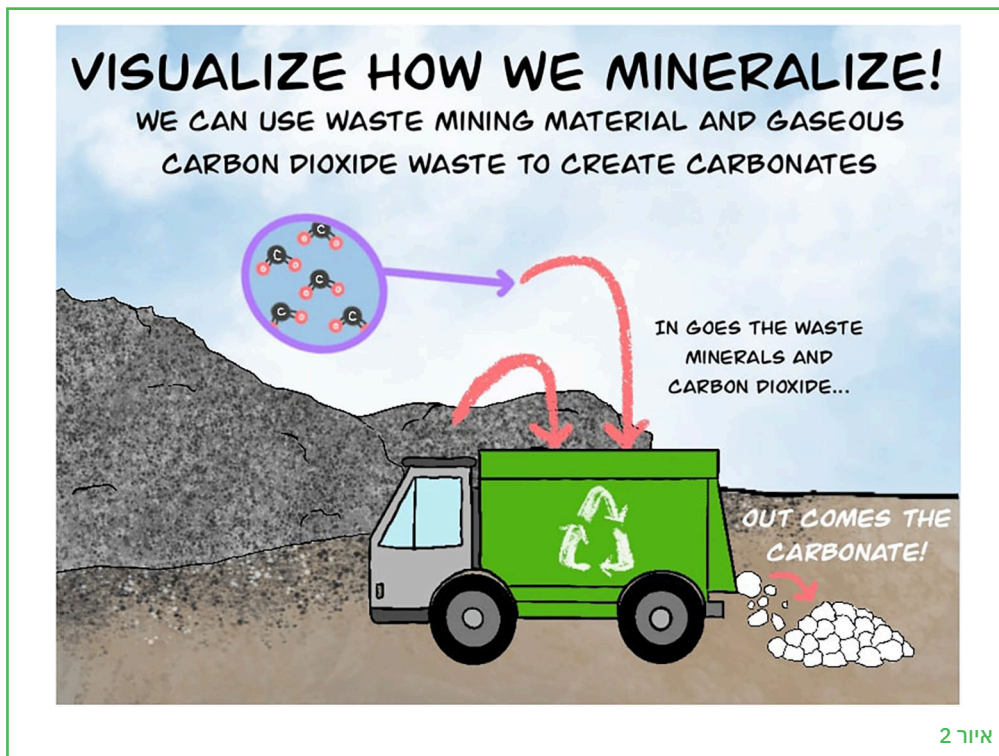 VISUALIZE HOW WE MINERALIZE!
WE CAN USE WASTE MINING MATERIAL AND GASEOUS
CARBON DIOXIDE WASTE TO CREATE CARBONATES
C
C
C
C
C
IN GOES THE WASTE
MINERALS AND
CARBON DIOXIDE...
OUT COMES THE
CARBONATE!
איור 2